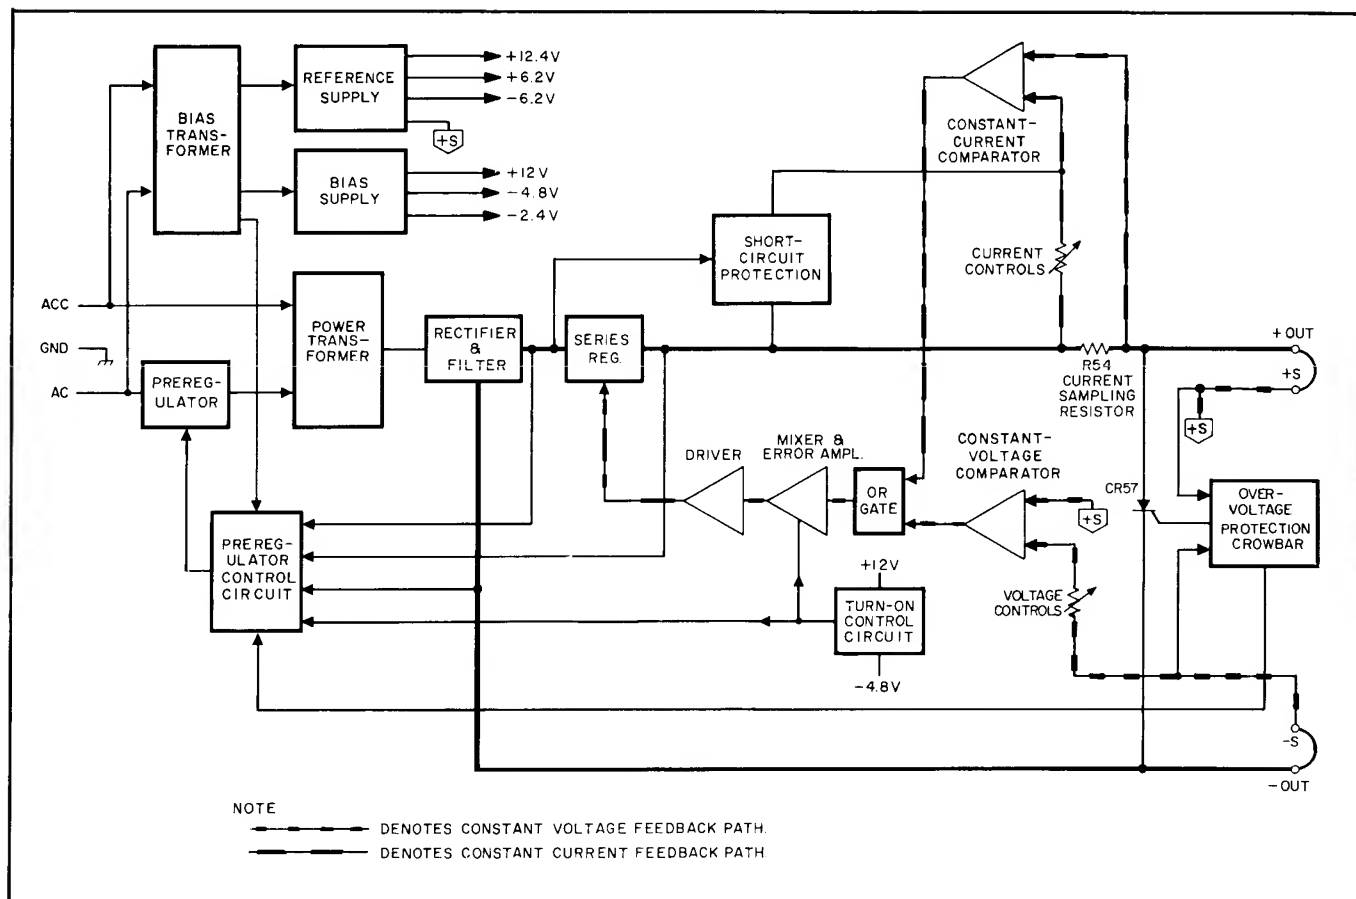 +12.4V
REFERENCE
SUPPLY
+6.2V
-6.2V
+S
BIAS
TRANS-
FORMER
BIAS
SUPPLY
+12V
-4.8V
-2.4V
CONSTANT-
CURRENT
COMPARATOR
SHORT-
CIRCUIT
PROTECTION
CURRENT
CONTROLS
ACC
GND
AC
POWER
TRANS-
FORMER
PREREG-
ULATOR
RECTIFIER
&
FILTER
SERIES
REG.
R54
CURRENT
SAMPLING
RESISTOR
+OUT
+S
+S
DRIVER
MIXER &
ERROR AMPL.
OR
GATE
CONSTANT-
VOLTAGE
COMPARATOR
+S
CR57
OVER-
VOLTAGE
PROTECTION
CROWBAR
PREREG-
ULATOR
CONTROL
CIRCUIT
+12V
TURN-ON
CONTROL
CIRCUIT
-4.8V
VOLTAGE
CONTROLS
-S
-OUT
NOTE
DENOTES CONSTANT VOLTAGE FEEDBACK PATH.
DENOTES CONSTANT CURRENT FEEDBACK PATH